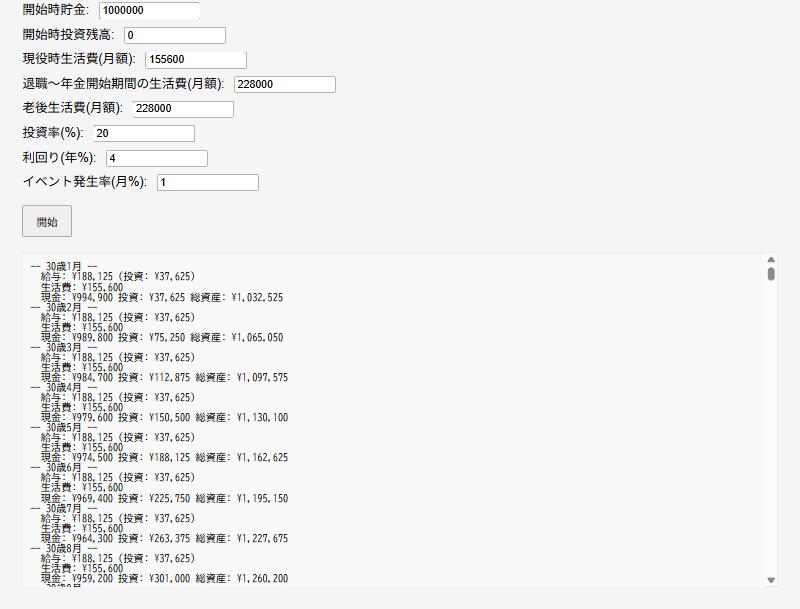 開始時貯金: 1000000
開始時投資残高: 0
現役時生活費(月額): 155600
退職～年金開始期間の生活費(月額): 228000
老後生活費(月額): 228000
投資率(%): 20
利回り(年%): 4
イベント発生率(月%): 1
開始
-- 30歳1月 --
給与: ¥188,125 (投資: ¥37,625)
生活費: ¥155,600
現金: ¥994,900 投資: ¥37,625 総資産: ¥1,032,525
-- 30歳2月 --
給与: ¥188,125 (投資: ¥37,625)
生活費: ¥155,600
現金: ¥989,800 投資: ¥75,250 総資産: ¥1,065,050
-- 30歳3月 --
給与: ¥188,125 (投資: ¥37,625)
生活費: ¥155,600
現金: ¥984,700 投資: ¥112,875 総資産: ¥1,097,575
-- 30歳4月 --
給与: ¥188,125 (投資: ¥37,625)
生活費: ¥155,600
現金: ¥979,600 投資: ¥150,500 総資産: ¥1,130,100
-- 30歳5月 --
給与: ¥188,125 (投資: ¥37,625)
生活費: ¥155,600
現金: ¥974,500 投資: ¥188,125 総資産: ¥1,162,625
-- 30歳6月 --
給与: ¥188,125 (投資: ¥37,625)
生活費: ¥155,600
現金: ¥969,400 投資: ¥225,750 総資産: ¥1,195,150
-- 30歳7月 --
給与: ¥188,125 (投資: ¥37,625)
生活費: ¥155,600
現金: ¥964,300 投資: ¥263,375 総資産: ¥1,227,675
-- 30歳8月 --
給与: ¥188,125 (投資: ¥37,625)
生活費: ¥155,600
現金: ¥959,200 投資: ¥301,000 総資産: ¥1,260,200